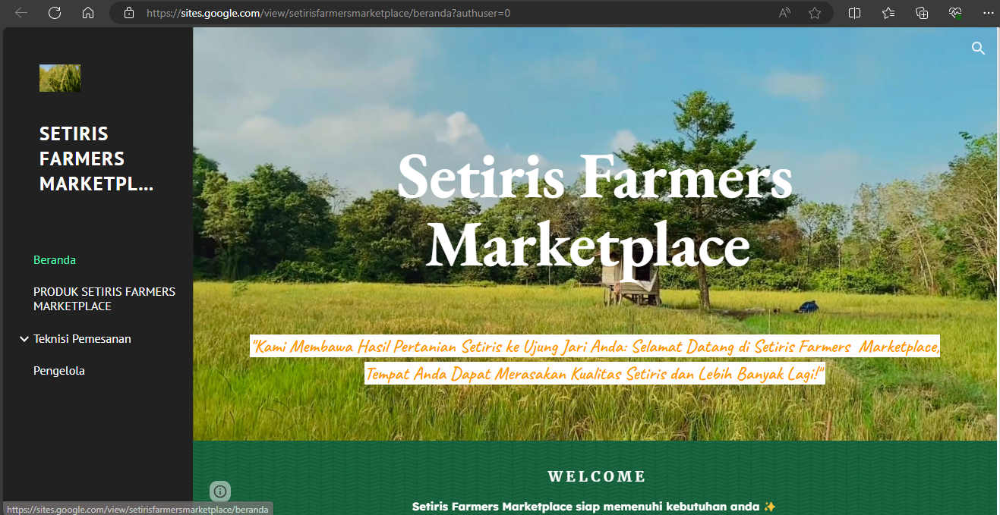 https://sites.google.com/view/setirisfarmersmarketplace/beranda?authuser=0
SETIRIS
FARMERS
MARKETPL...
Beranda
PRODUK SETIRIS FARMERS
MARKETPLACE
Teknisi Pemesanan
Pengelola
Setiris Farmers
Marketplace
"Kami Membawa Hasil Pertanian Setiris ke Ujung Jari Anda: Selamat Datang di Setiris Farmers Marketplace,
Tempat Anda Dapat Merasakan Kualitas Setiris dan Lebih Banyak Lagi!"
WELCOME
Setiris Farmers Marketplace siap memenuhi kebutuhan anda ✨
https://sites.google.com/view/setirisfarmersmarketplace/beranda